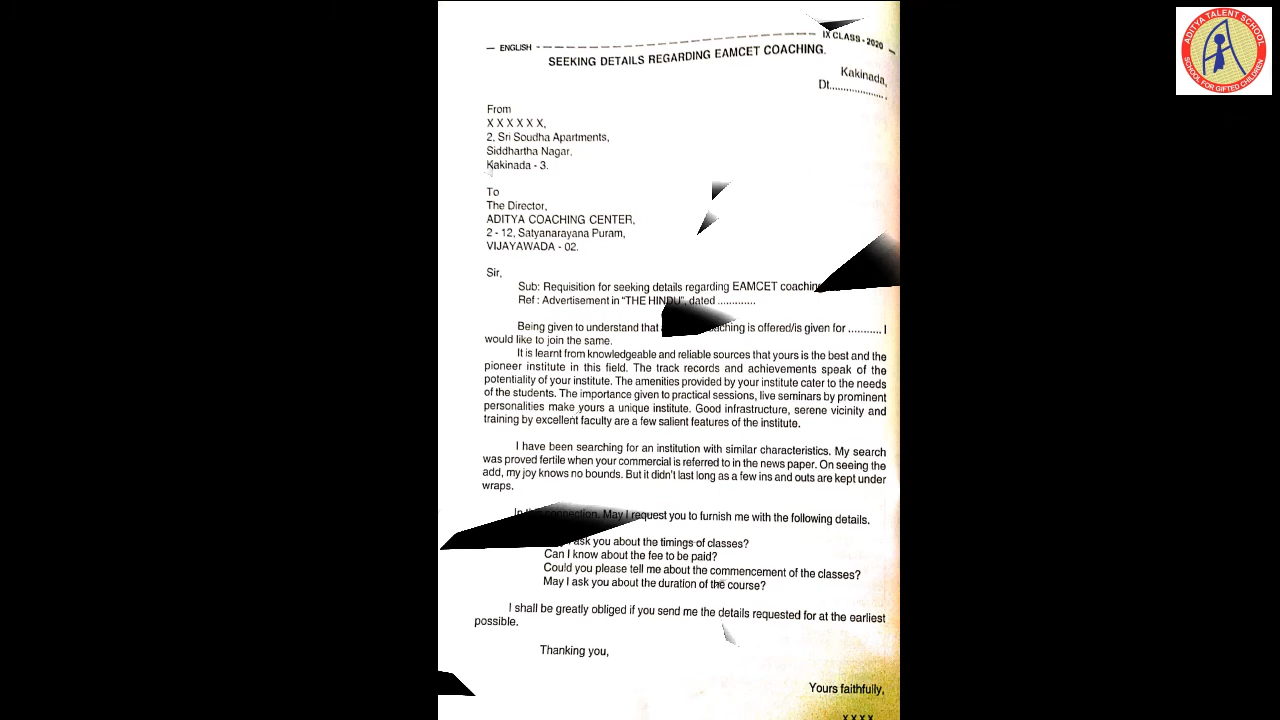 — ENGLISH - — — — — — — — — — — — — — — — — — — — — — — IX CLASS - 2020 —
SEEKING DETAILS REGARDING EAMCET COACHING.
Kakinada,
Dt................... .
From
X X X X X X,
2, Sri Soudha Apartments,
Siddhartha Nagar,
Kakinada - 3.
To
The Director,
ADITYA COACHING CENTER,
2 - 12, Satyanarayana Puram,
VIJAYAWADA - 02.
Sir,
Sub: Requisition for seeking details regarding EAMCET coaching
Ref : Advertisement in “THE HINDU”, dated .............
Being given to understand that coaching is offered/is given for ........... I
would like to join the same.
It is learnt from knowledgeable and reliable sources that yours is the best and the
pioneer institute in this field. The track records and achievements speak of the
potentiality of your institute. The amenities provided by your institute cater to the needs
of the students. The importance given to practical sessions, live seminars by prominent
personalities make yours a unique institute. Good infrastructure, serene vicinity and
training by excellent faculty are a few salient features of the institute.
I have been searching for an institution with similar characteristics. My search
was proved fertile when your commercial is referred to in the news paper. On seeing the
add, my joy knows no bounds. But it didn't last long as a few ins and outs are kept under
wraps.
In this connection. May I request you to furnish me with the following details.
ask you about the timings of classes?
Can I know about the fee to be paid?
Could you please tell me about the commencement of the classes?
May I ask you about the duration of the course?
I shall be greatly obliged if you send me the details requested for at the earliest
possible.
Thanking you,
Yours faithfully,
X X X X
ADITYA TALENT SCHOOL
SCHOOL FOR GIFTED CHILDREN